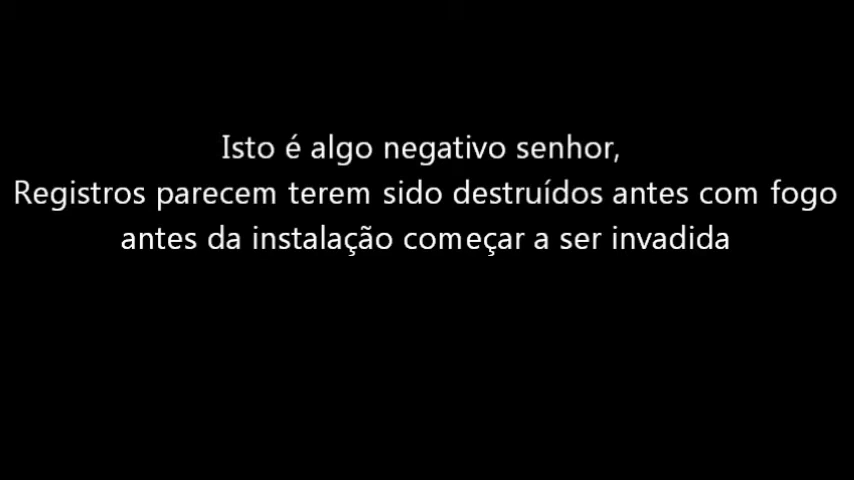 Isto é algo negativo senhor,
Registros parecem terem sido destruídos antes com fogo
antes da instalação começar a ser invadida